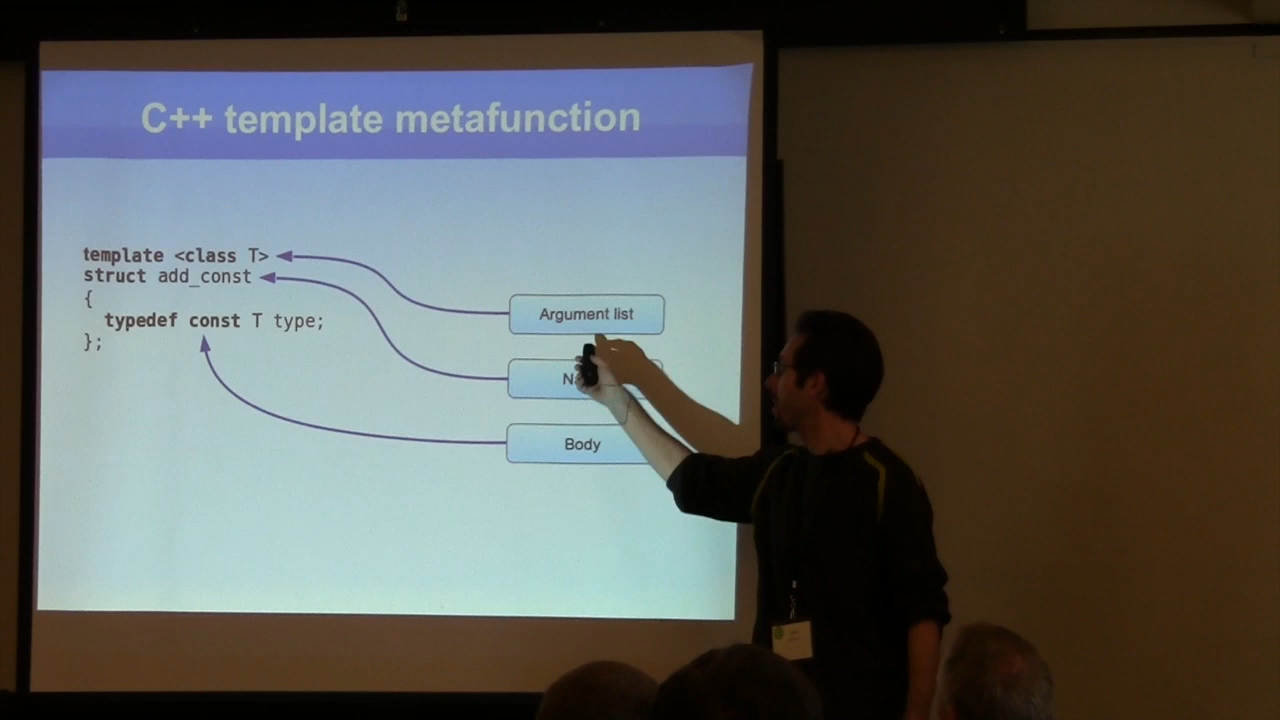 C++ template metafunction
template <class T>
struct add_const
{
typedef const T type;
};
Argument list
Body